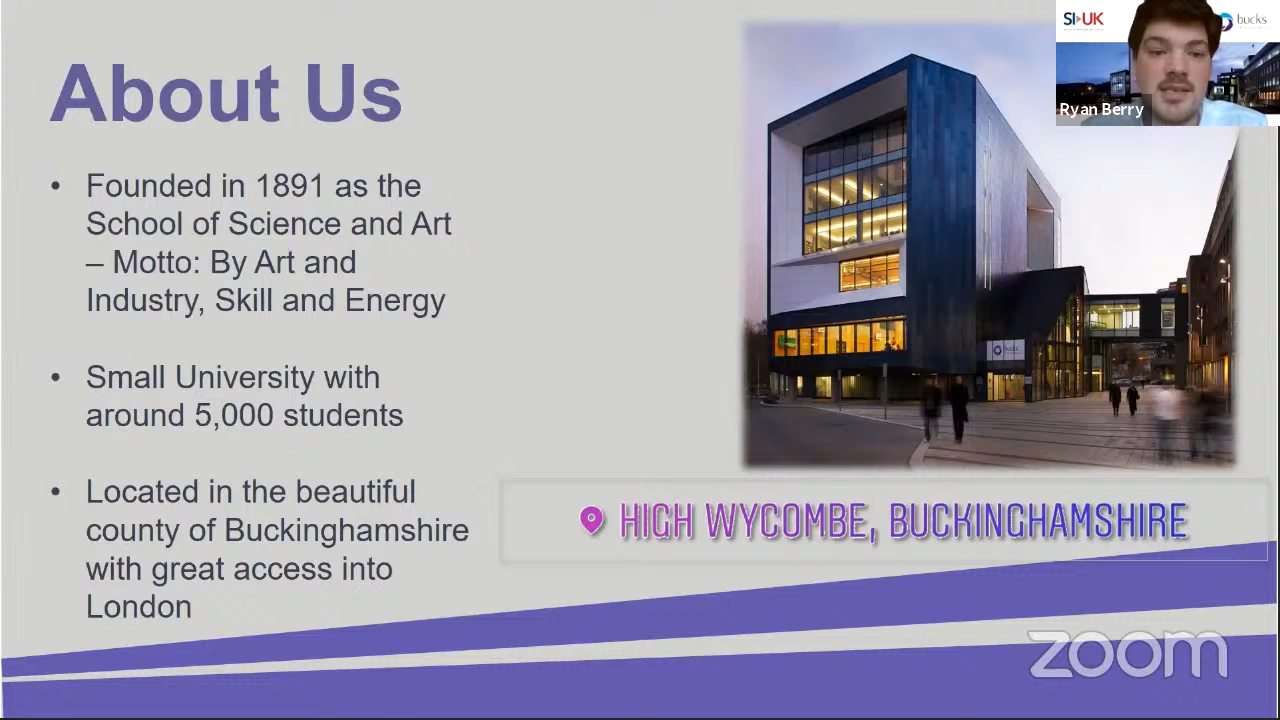 About Us
• Founded in 1891 as the
School of Science and Art
– Motto: By Art and
Industry, Skill and Energy
• Small University with
around 5,000 students
• Located in the beautiful
county of Buckinghamshire
with great access into
London
SI-UK
bucks
Ryan Berry
bucks
HIGH WYCOMBE, BUCKINGHAMSHIRE
zoom